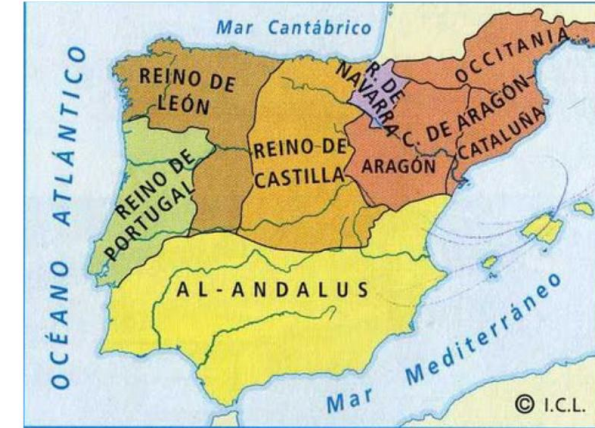 Mar Cantábrico
OCÉANO ATLÁNTICO
REINO DE
LEÓN
REINO DE
PORTUGAL
REINO DE
CASTILLA
R. DE
NAVARRA
OCCITANIA
C. DE ARAGÓN-
CATALUÑA
ARAGÓN
AL-ANDALUS
Mar Mediterráneo
© I.C.L.